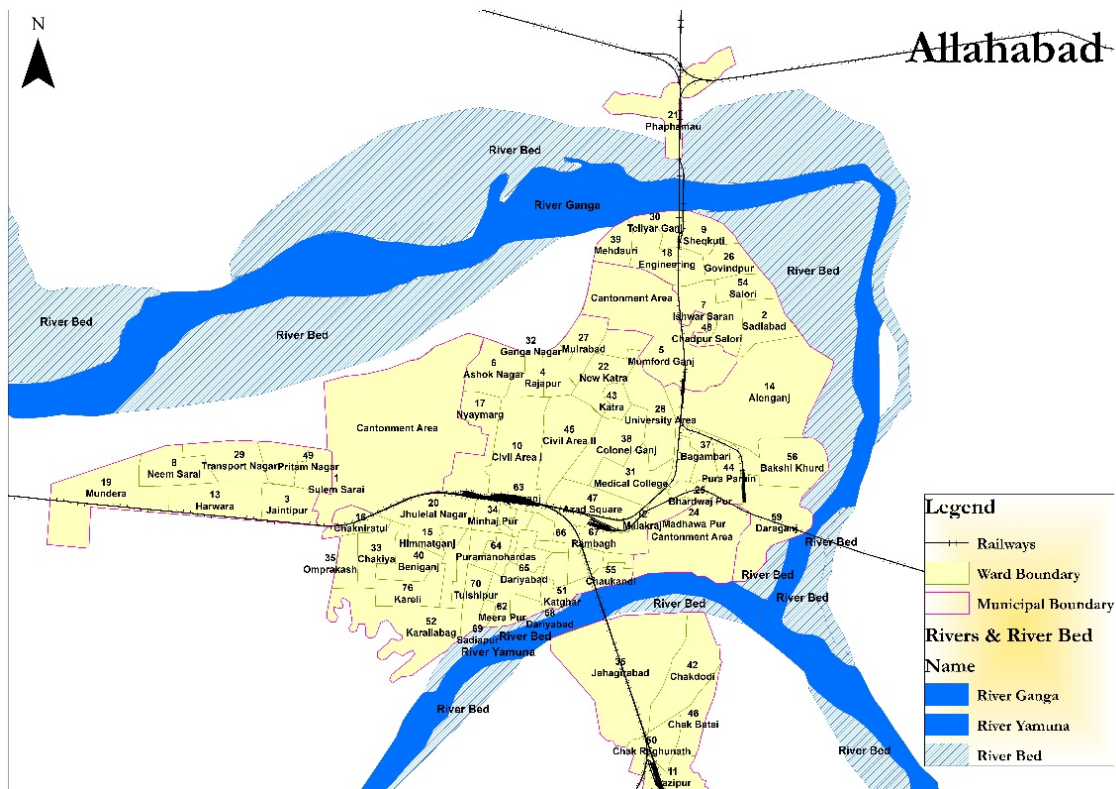 N
Allahabad
21
Phaphamau
River Bed
River Ganga
30
Teliyar Ganj
9
Sheqkuti
39
Mehdauri
18
Engineering
26
Govindpur
River Bed
54
Salori
Cantonment Area
7
Ishwar Saran
48
Chadpur Salori
2
Sadiabad
River Bed
River Bed
32
Ganga Nagar
27
Muirabad
5
Mumford Ganj
6
Ashok Nagar
4
Rajapur
22
New Katra
14
Alenganj
43
Katra
17
Nyaymarg
28
University Area
Cantonment Area
45
Civil Area II
38
Colonel Ganj
10
Civil Area I
37
Bagambari
56
Bakshi Khurd
8
Neem Sarai
29
Transport Nagar
49
Pritam Nagar
44
31
Medical College
1
Sulem Sarai
19
Mundera
13
Harwara
3
Jaintipur
63
47
Azad Square
25
Bhardwaj Pur
20
Jhulelal Nagar
34
Minhaj Pur
16
Chakniratul
Malakraj
24
Madhawa Pur
59
Daraganj
15
Himmatganj
66
67
Rambagh
Cantonment Area
River Bed
35
Omprakash
33
Chakiya
40
Beniganj
64
Puramanohardas
65
Dariyabad
55
Chaukandi
River Bed
76
Kareli
70
Tulshipur
51
Katghar
River Bed
River Bed
62
Meera Pur
68
Dariyabad
52
Karailabag
69
Sadiapur
River Bed
River Yamuna
35
Jahagirabad
42
Chakdodi
River Bed
46
Chak Batai
60
Chak Raghunath
11
River Bed
Legend
Railways
Ward Boundary
Municipal Boundary
Rivers & River Bed
Name
River Ganga
River Yamuna
River Bed